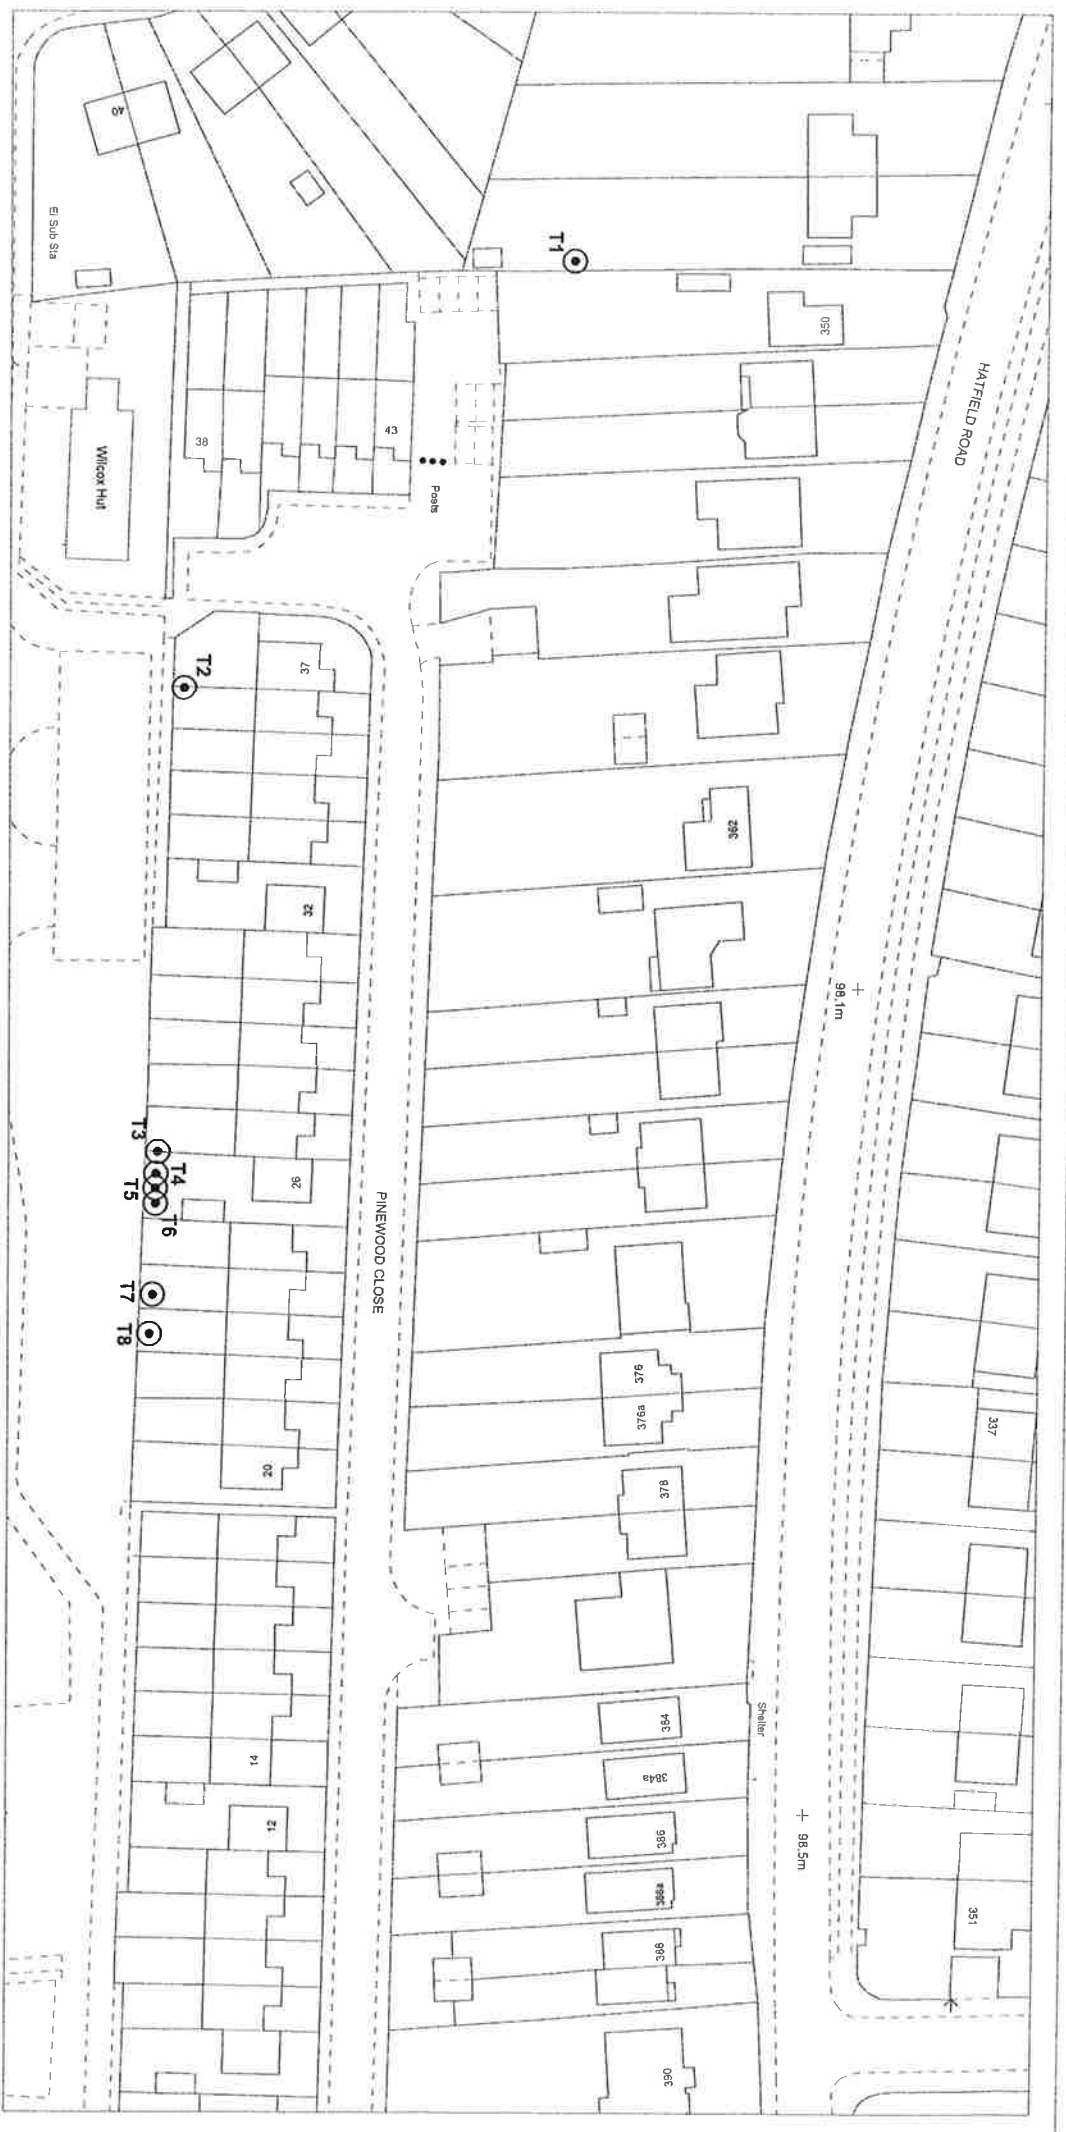 40
El Sub Sta
T1
350
HATFIELD ROAD
38
43
Wilcox Hut
Posts
T2
37
362
32
98.1m
T3
T4
T5
T6
26
PINEWOOD CLOSE
T7
T8
376
376a
337
20
378
384
Shelter
384a
14
12
386
98.5m
386a
351
388
390